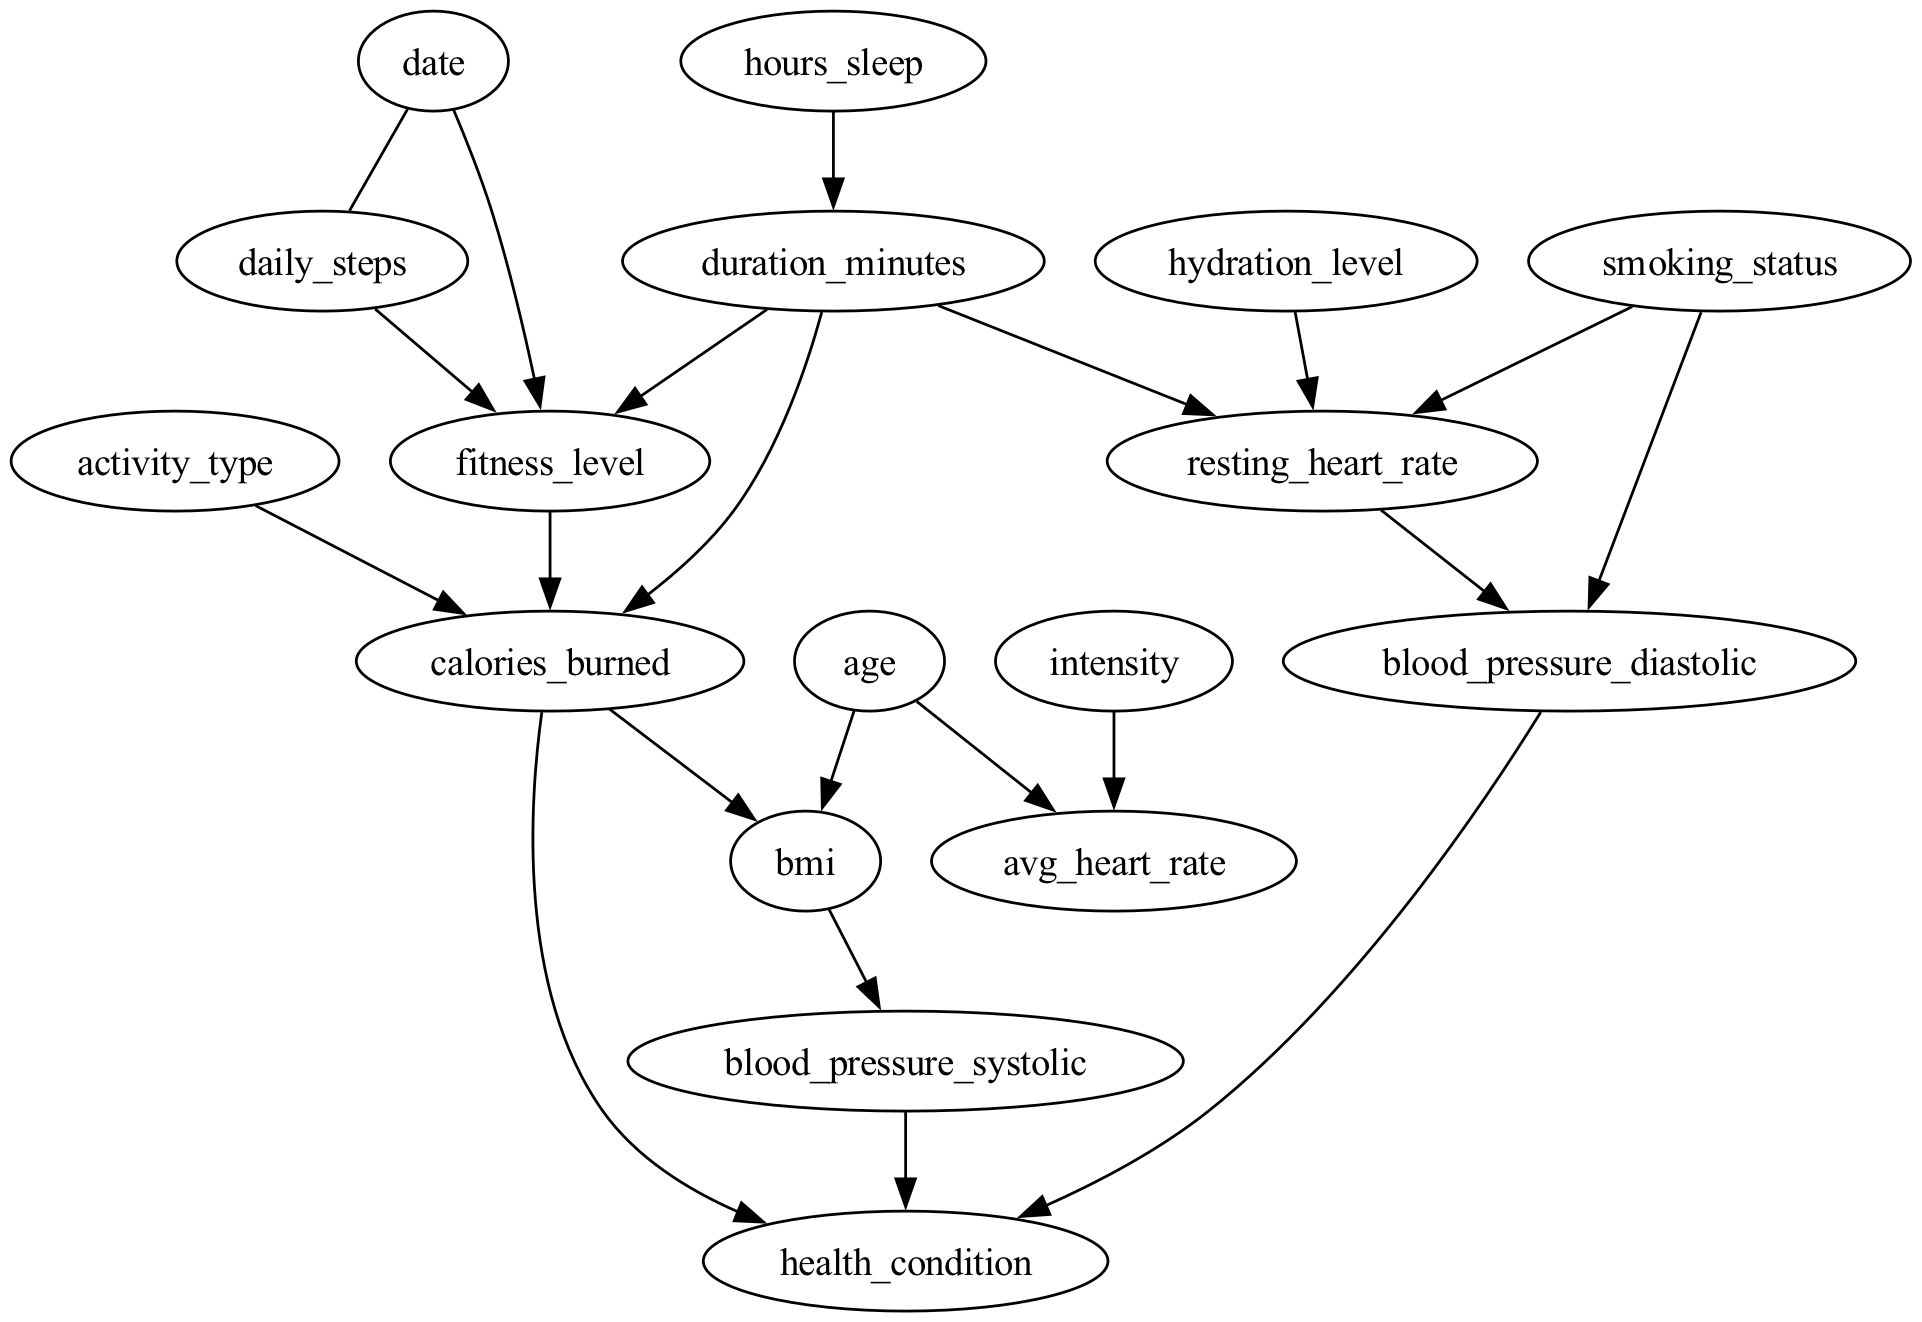 date
hours_sleep
daily_steps
duration_minutes
hydration_level
smoking_status
activity_type
fitness_level
resting_heart_rate
calories_burned
age
intensity
blood_pressure_diastolic
bmi
avg_heart_rate
blood_pressure_systolic
health_condition